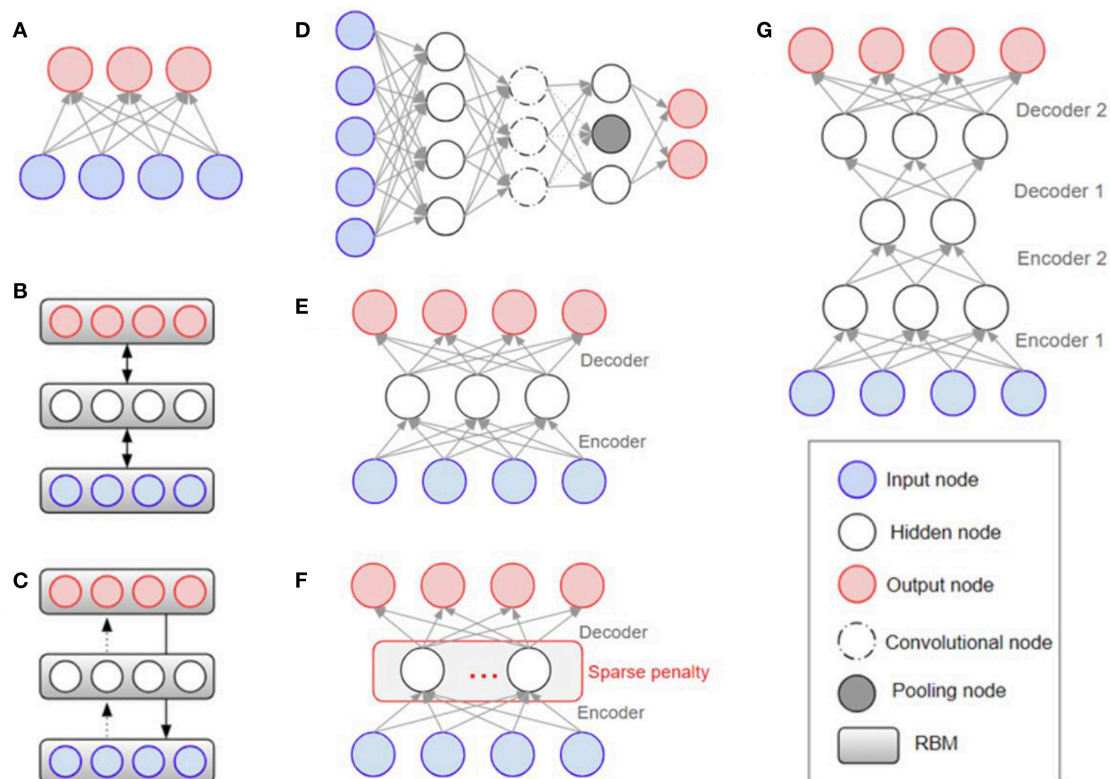 A
B
C
D
E
Decoder
Encoder
F
Decoder
Sparse penalty
...
Encoder
G
Decoder 2
Decoder 1
Encoder 2
Encoder 1
Input node
Hidden node
Output node
Convolutional node
Pooling node
RBM